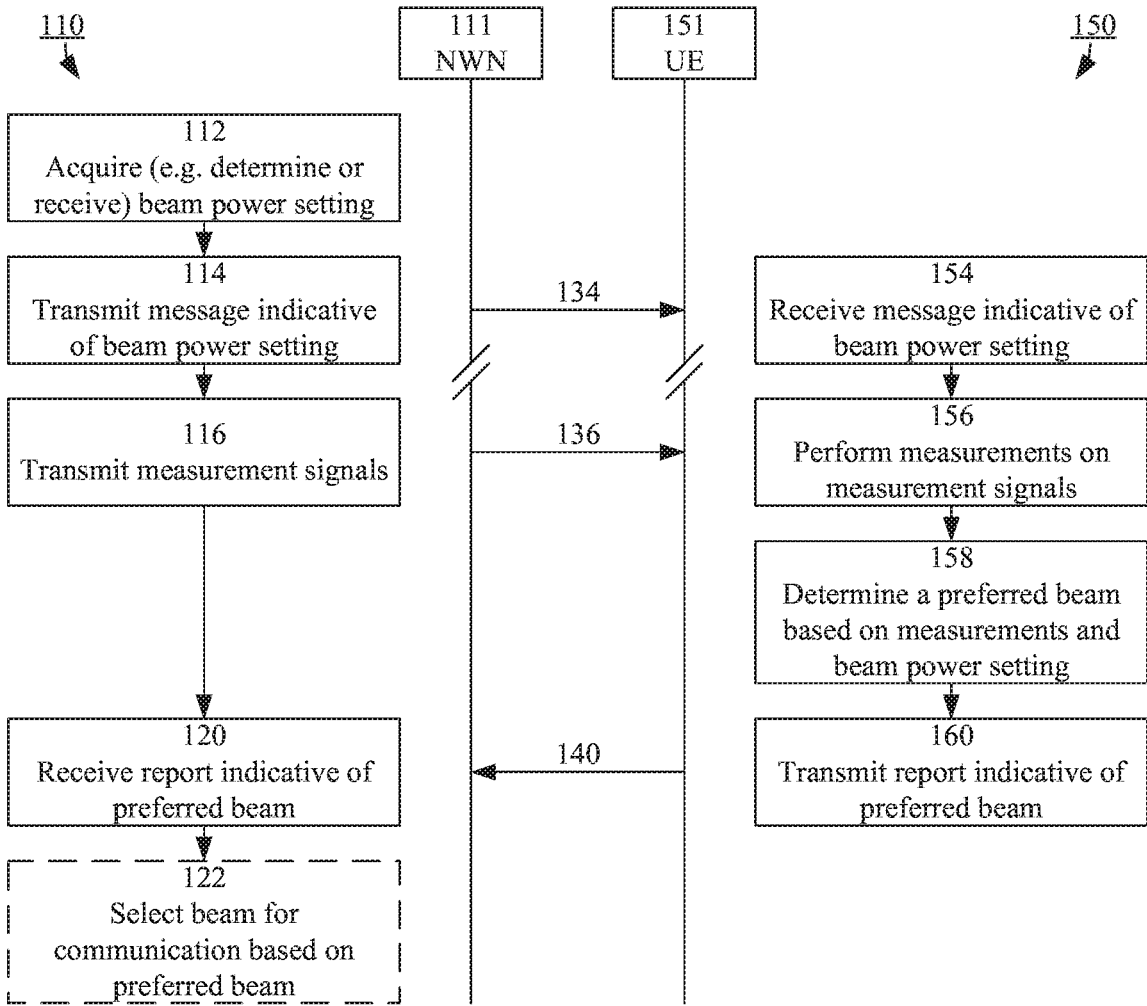 110
111
NWN
151
UE
150
112
Acquire (e.g. determine or
receive) beam power setting
114
Transmit message indicative
of beam power setting
134
154
Receive message indicative of
beam power setting
116
Transmit measurement signals
136
156
Perform measurements on
measurement signals
158
Determine a preferred beam
based on measurements and
beam power setting
120
Receive report indicative of
preferred beam
140
160
Transmit report indicative of
preferred beam
122
Select beam for
communication based on
preferred beam